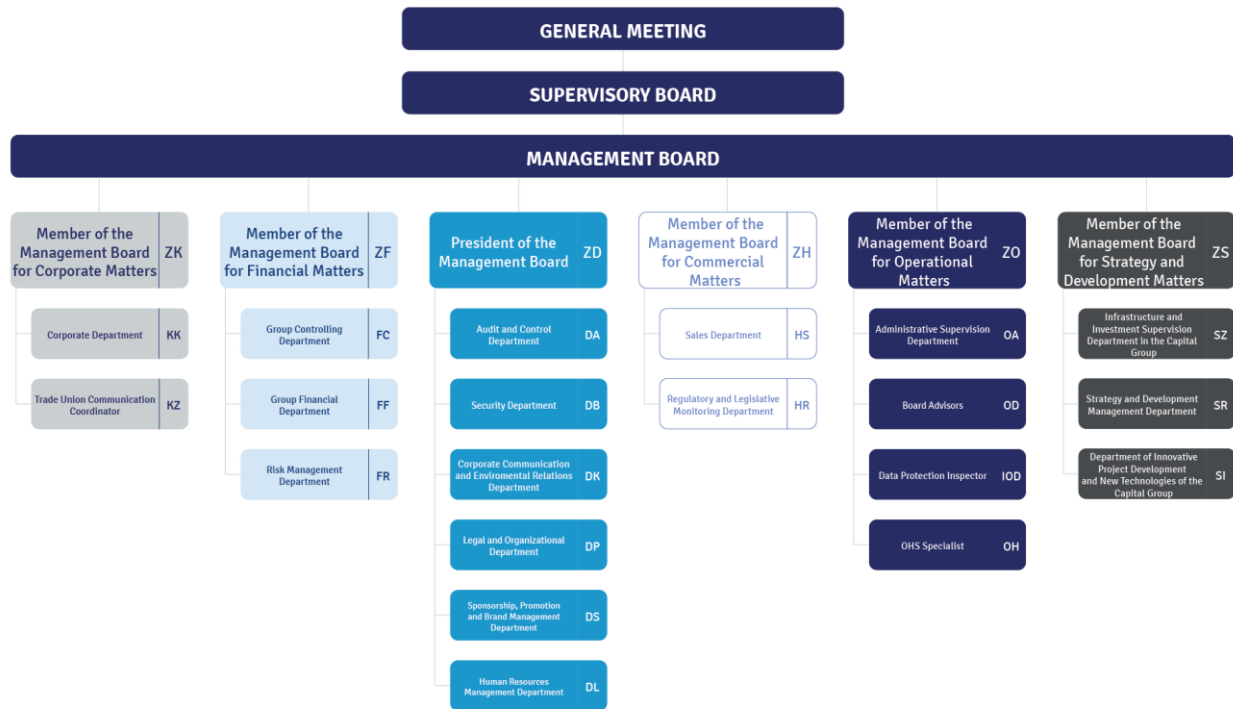 GENERAL MEETING
SUPERVISORY BOARD
MANAGEMENT BOARD
Member of the
Management Board
for Corporate Matters
ZK
Corporate Department
KK
Trade Union Communication
Coordinator
KZ
Member of the
Management Board
for Financial Matters
ZF
Group Controlling
Department
FC
Group Financial
Department
FF
Risk Management
Department
FR
President of the
Management Board
ZD
Audit and Control
Department
DA
Security Department
DB
Corporate Communication
and Enviromental Relations
Department
DK
Legal and Organizational
Department
DP
Sponsorship, Promotion
and Brand Management
Department
DS
Human Resources
Management Department
DL
Member of the
Management Board
for Commercial
Matters
ZH
Sales Department
HS
Regulatory and Legislative
Monitoring Department
HR
Member of the
Management Board
for Operational
Matters
ZO
Administrative Supervision
Department
OA
Board Advisors
OD
Data Protection Inspector
IOD
OHS Specialist
OH
Member of the
Management Board
for Strategy and
Development Matters
ZS
Infrastructure and
Investment Supervision
Department in the Capital
Group
SZ
Strategy and Development
Management Department
SR
Department of Innovative
Project Development
and New Technologies of the
Capital Group
SI